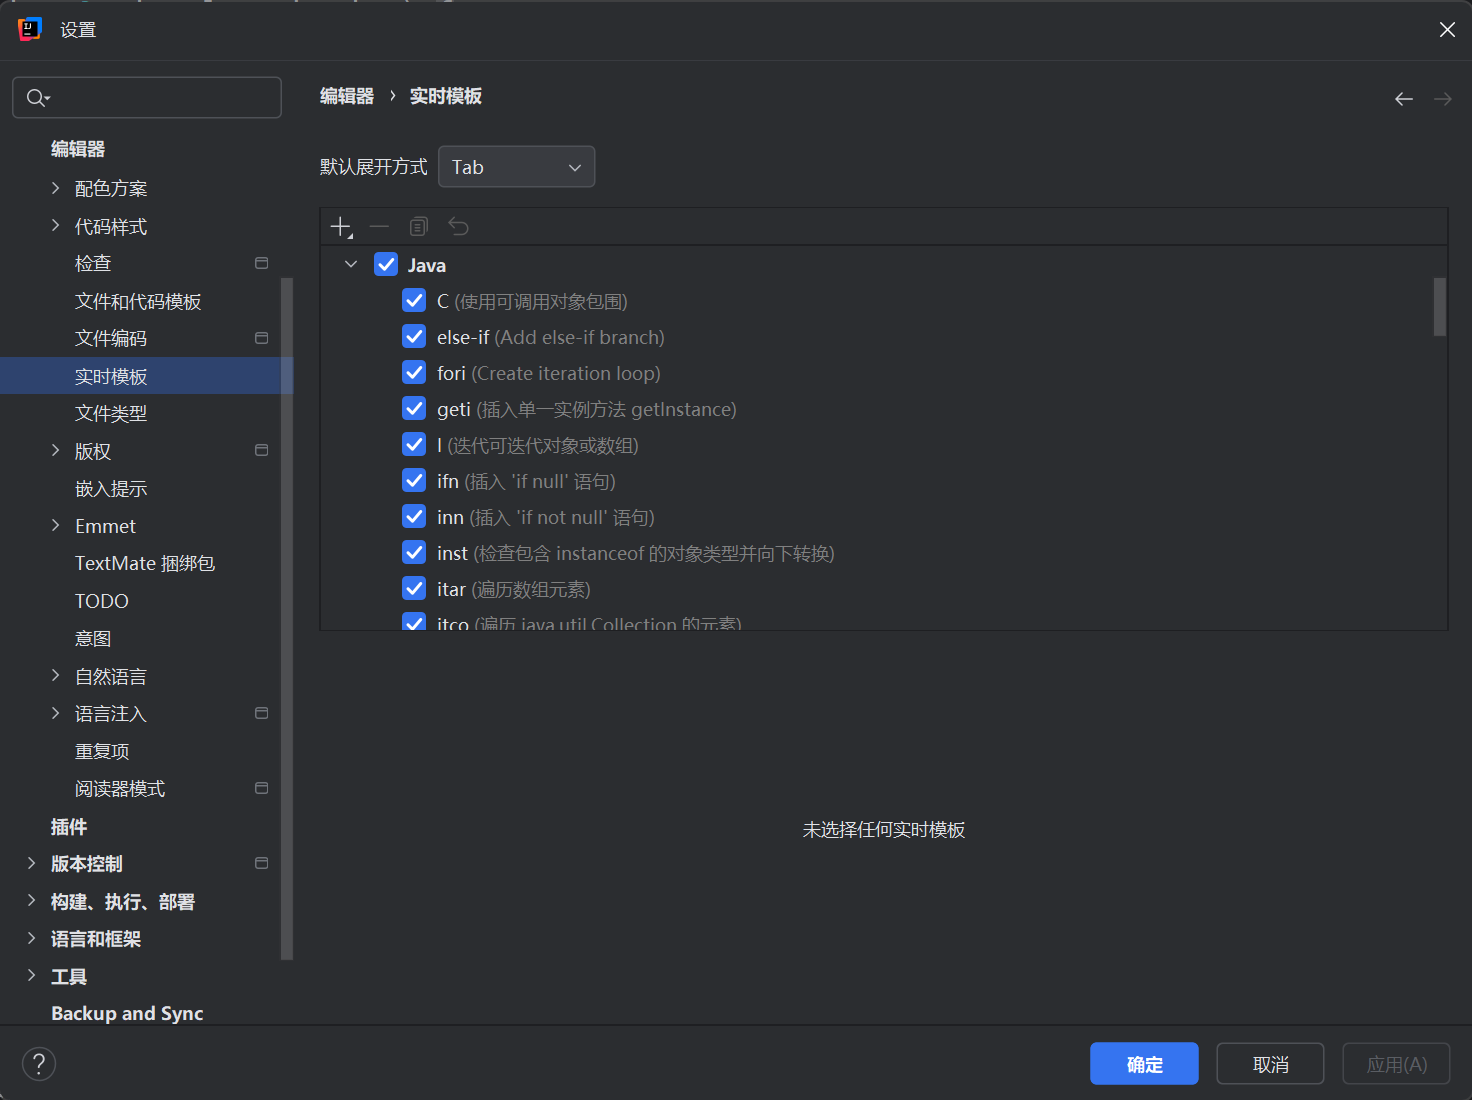 设置
编辑器
配色方案
代码样式
检查
文件和代码模板
文件编码
实时模板
文件类型
版权
嵌入提示
Emmet
TextMate 捆绑包
TODO
意图
自然语言
语言注入
重复项
阅读器模式
插件
版本控制
构建、执行、部署
语言和框架
工具
Backup and Sync
编辑器 › 实时模板
默认展开方式 Tab
Java
C (使用可调用对象包围)
else-if (Add else-if branch)
fori (Create iteration loop)
geti (插入单一实例方法 getInstance)
I (迭代可迭代对象或数组)
ifn (插入 'if null' 语句)
inn (插入 'if not null' 语句)
inst (检查包含 instanceof 的对象类型并向下转换)
itar (遍历数组元素)
itco (遍历 java.util.Collection 的元素)
未选择任何实时模板
? 确定 取消 应用(A)